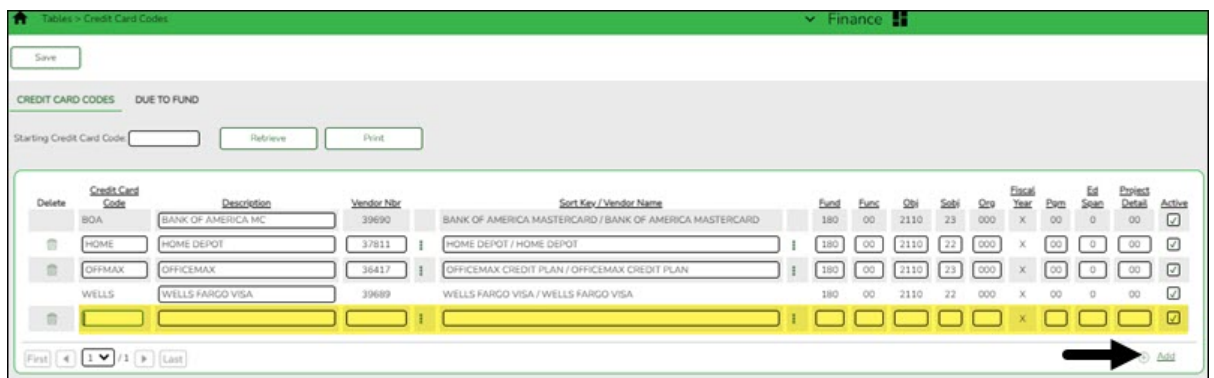 Tables > Credit Card Codes
Finance
Save
CREDIT CARD CODES DUE TO FUND
Starting Credit Card Code: Retrieve Print
Delete Credit Card Code Description Vendor Nbr Sort Key / Vendor Name Fund Func Obj Sobj Org Fiscal Year Pgm Ed Span Project Detail Active
BOA BANK OF AMERICA MC 39690 BANK OF AMERICA MASTERCARD / BANK OF AMERICA MASTERCARD 180 00 2110 23 000 X 00 0 00
HOME HOME DEPOT 37811 HOME DEPOT / HOME DEPOT 180 00 2110 22 000 X 00 0 00
OFFMAX OFFICEMAX 36417 OFFICEMAX CREDIT PLAN / OFFICEMAX CREDIT PLAN 180 00 2110 23 000 X 00 0 00
WELLS WELLS FARGO VISA 39689 WELLS FARGO VISA / WELLS FARGO VISA 180 00 2110 22 000 X 00 0 00
X
First 1 / 1 Last
Add